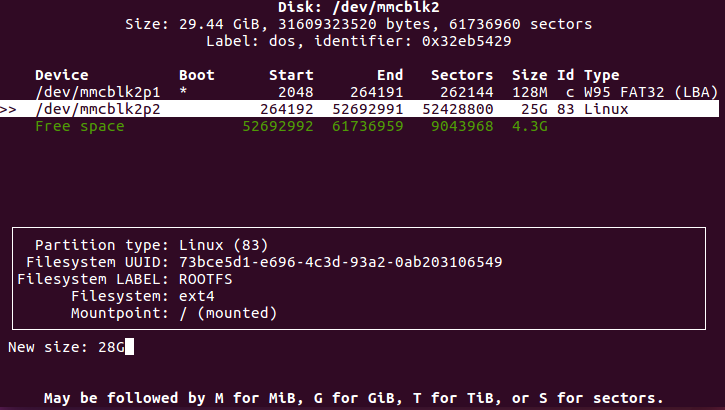 Disk: /dev/mmcblk2
Size: 29.44 GiB, 31609323520 bytes, 61736960 sectors
Label: dos, identifier: 0x32eb5429
Device Boot Start End Sectors Size Id Type
/dev/mmcblk2p1 * 2048 264191 262144 128M c W95 FAT32 (LBA)
>> /dev/mmcblk2p2 264192 52692991 52428800 25G 83 Linux
Free space 52692992 61736959 9043968 4.3G
Partition type: Linux (83)
Filesystem UUID: 73bce5d1-e696-4c3d-93a2-0ab203106549
Filesystem LABEL: ROOTFS
Filesystem: ext4
Mountpoint: / (mounted)
New size: 28G
May be followed by M for MiB, G for GiB, T for TiB, or S for sectors.